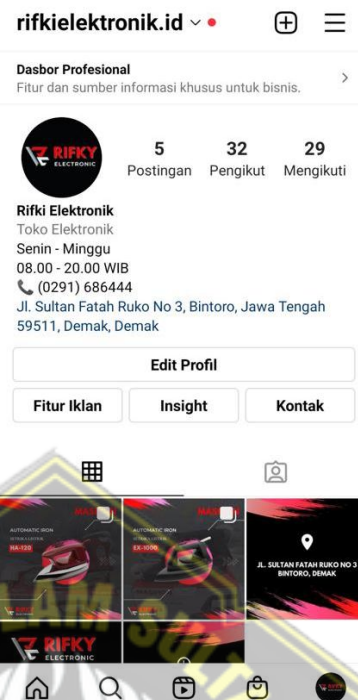 rifkielektronik.id
Dasbor Profesional
Fitur dan sumber informasi khusus untuk bisnis.
RIFKY
ELECTRONIC
5 32 29
Postingan Pengikut Mengikuti
Rifki Elektronik
Toko Elektronik
Senin - Minggu
08.00 - 20.00 WIB
📞 (0291) 686444
Jl. Sultan Fatah Ruko No 3, Bintoro, Jawa Tengah
59511, Demak, Demak
Edit Profil
Fitur Iklan Insight Kontak
AUTOMATIC IRON
HA-120
AUTOMATIC IRON
EX-1000
JL. SULTAN FATAH RUKO NO 3
BINTORO, DEMAK
RIFKY
ELECTRONIC